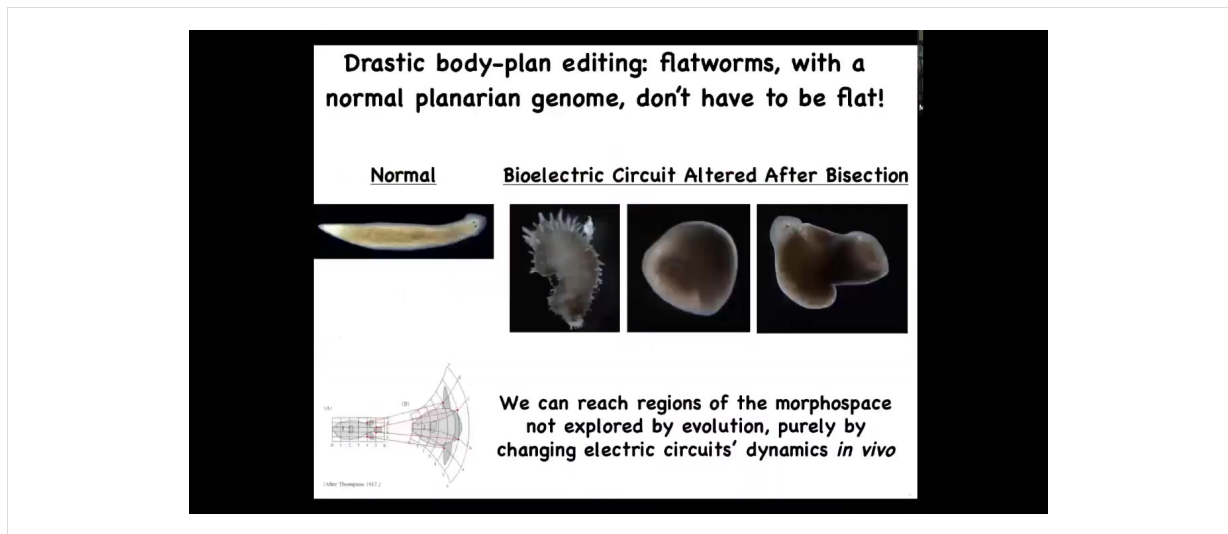 Drastic body-plan editing: flatworms, with a
normal planarian genome, don't have to be flat!
Normal
Bioelectric Circuit Altered After Bisection
(A)
(B)
We can reach regions of the morphospace
not explored by evolution, purely by
changing electric circuits' dynamics in vivo
(After Thompson 1917.)